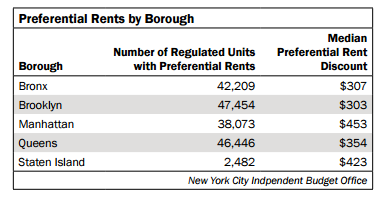 Preferential Rents by Borough
Borough Number of Regulated Units with Preferential Rents Median Preferential Rent Discount
Bronx 42,209 $307
Brooklyn 47,454 $303
Manhattan 38,073 $453
Queens 46,446 $354
Staten Island 2,482 $423
New York City Indpendent Budget Office